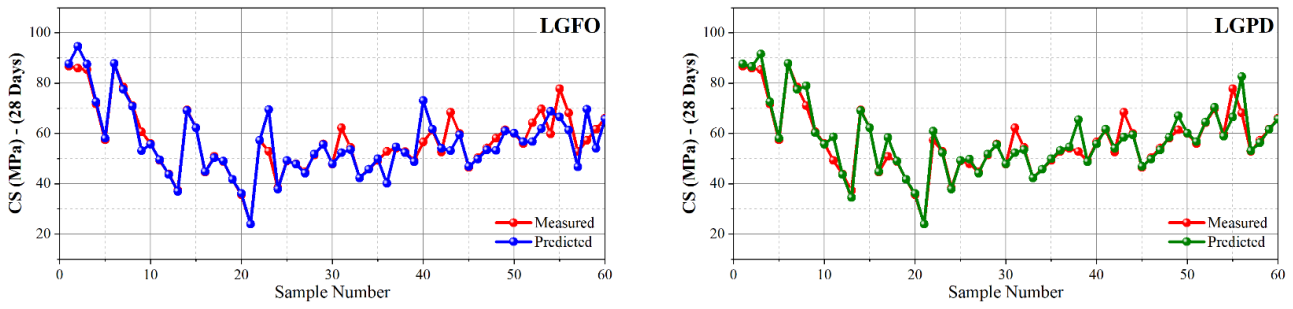 LGFO
CS (MPa) - (28 Days)
100
80
60
40
20
Measured
Predicted
0 10 20 30 40 50 60
Sample Number
LGPD
CS (MPa) - (28 Days)
100
80
60
40
20
Measured
Predicted
0 10 20 30 40 50 60
Sample Number